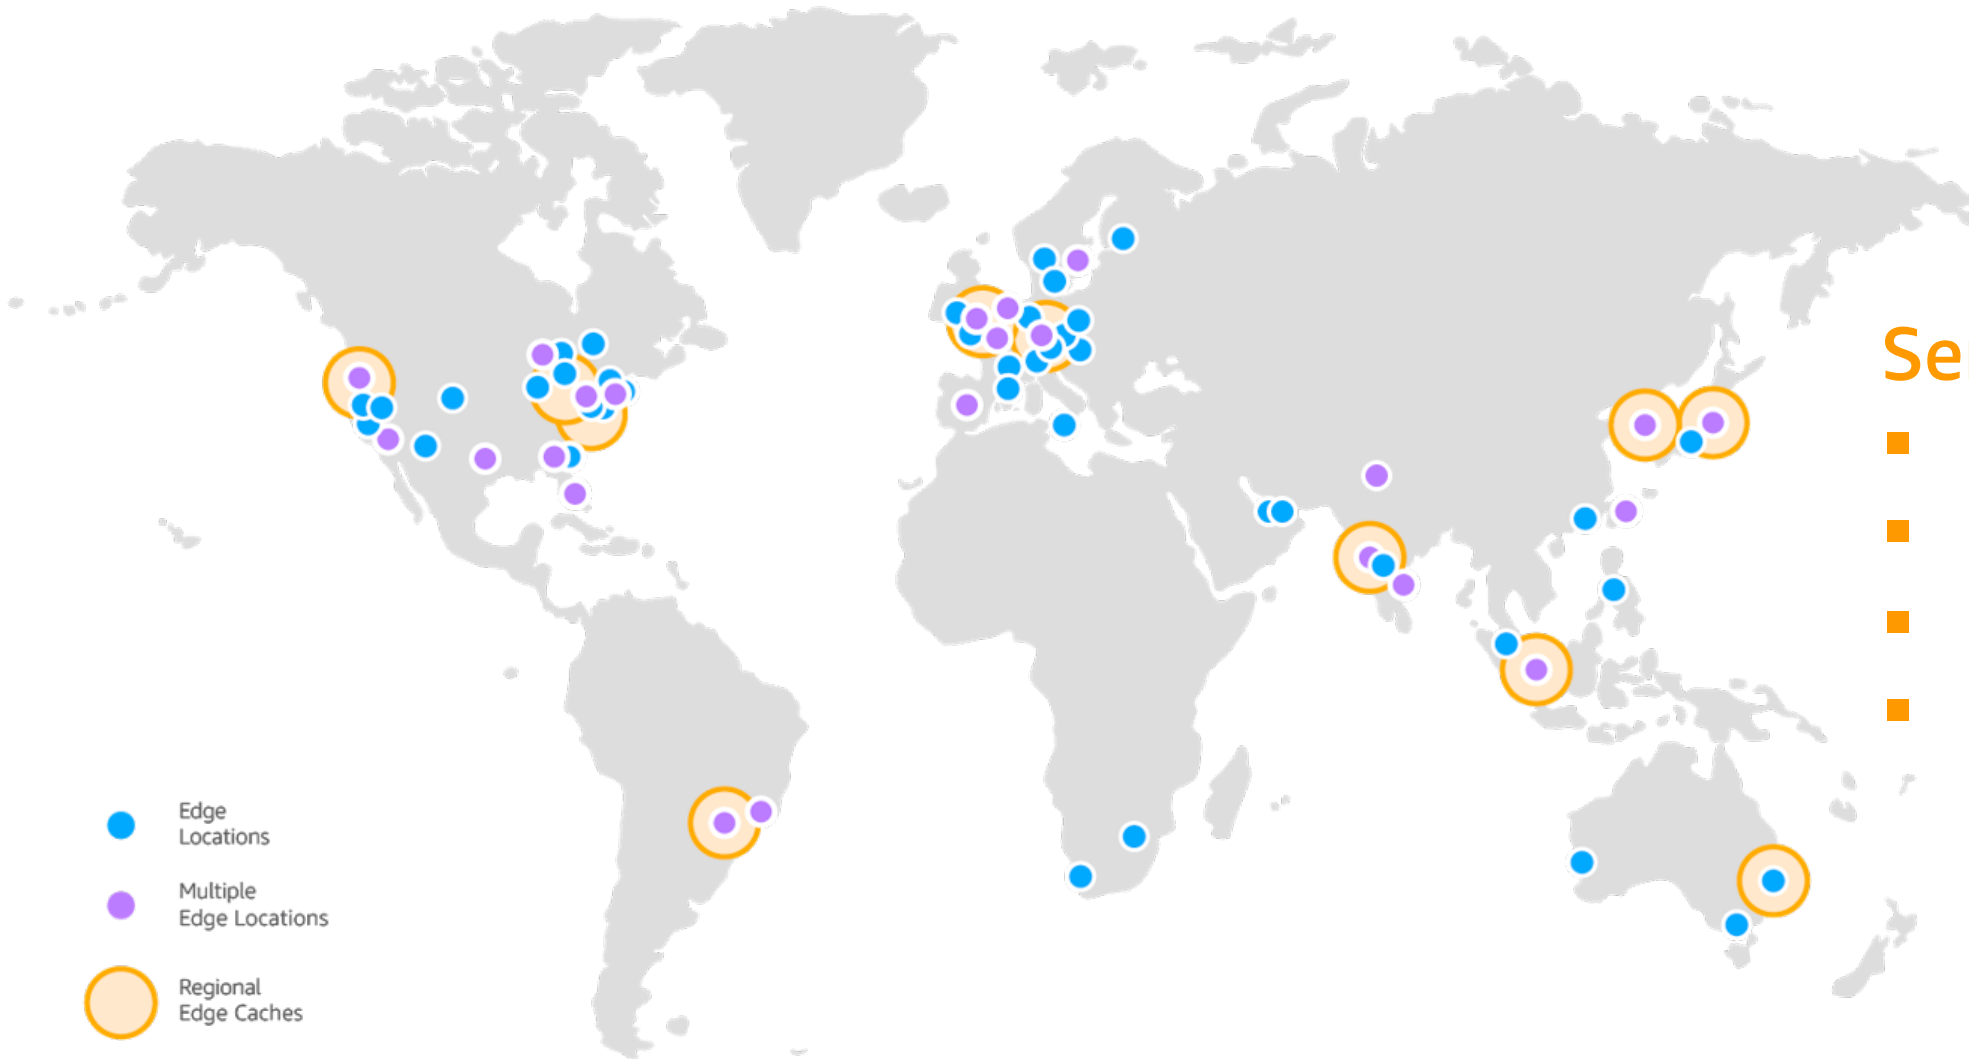 Se
Edge
Locations
Multiple
Edge Locations
Regional
Edge Caches